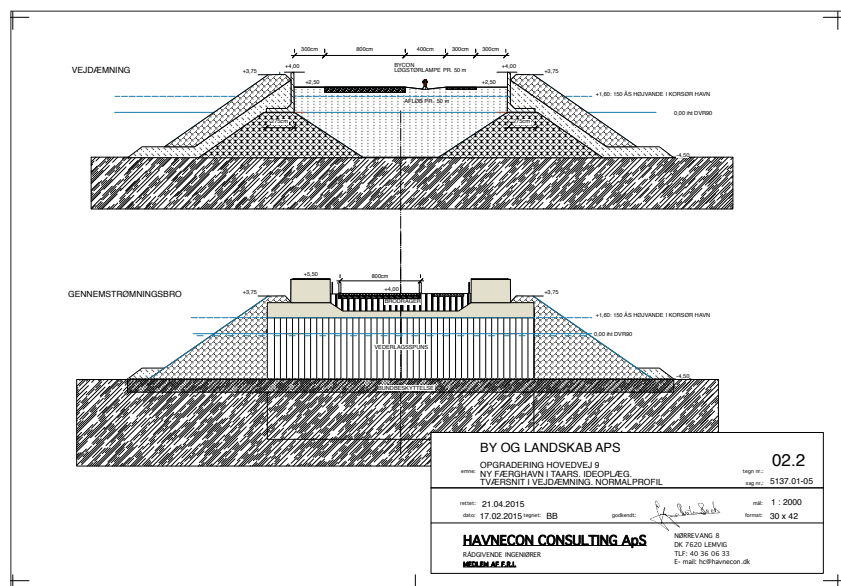 300cm 800cm 400cm 300cm 300cm
VEJDÆMNING
BYCON
LØGSTØRLAMPE PR. 50 m
+4,00 +4,00
+3,75 +3,75
+2,50 +2,50
+1,60: 150 ÅS HØJVANDE I KORSØR HAVN
AFLØB PR. 50 m
0,00 iht DVR90
-4,50
GENNEMSTRØMNINGSBRO
+5,50
800cm
+3,75 +4,00 +3,75
BRODRAGER
+1,60: 150 ÅS HØJVANDE I KORSØR HAVN
0,00 iht DVR90
VEDERLAGSSPUNS
-4,50
BUNDBESKYTTELSE
BY OG LANDSKAB APS
emne: OPGRADERING HOVEDVEJ 9
NY FÆRGHAVN I TAARS. IDEOPLÆG.
TVÆRSNIT I VEJDÆMNING. NORMALPROFIL
tegn nr.: 02.2
sag nr.: 5137.01-05
rettet: 21.04.2015
mål: 1 : 2000
dato: 17.02.2015 tegnet: BB godkendt:
format: 30 x 42
HAVNECON CONSULTING ApS
RÅDGIVENDE INGENIØRER
MEDLEM AF F.R.I.
NØRREVANG 8
DK 7620 LEMVIG
TLF: 40 36 06 33
E- mail: hc@havnecon.dk